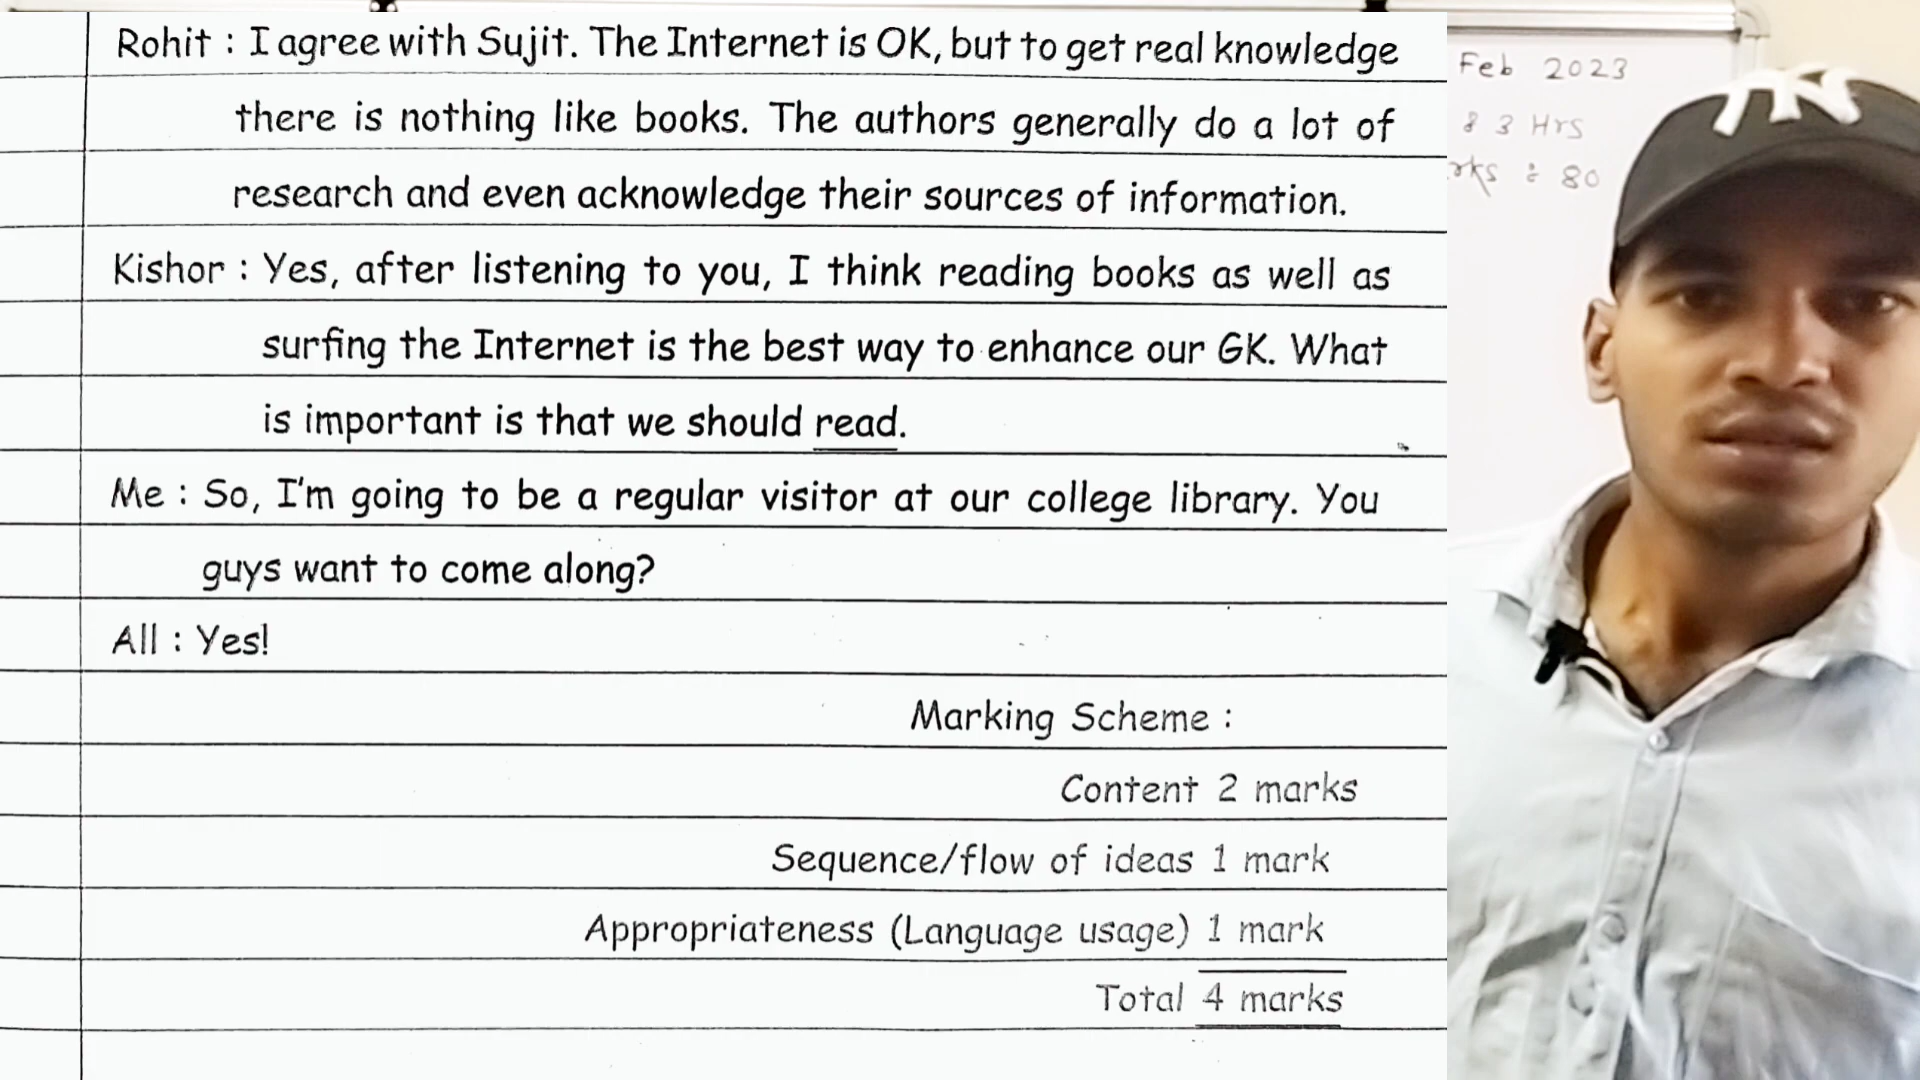 Rohit : I agree with Sujit. The Internet is OK, but to get real knowledge
there is nothing like books. The authors generally do a lot of
research and even acknowledge their sources of information.
Kishor : Yes, after listening to you, I think reading books as well as
surfing the Internet is the best way to enhance our GK. What
is important is that we should read.
Me : So, I'm going to be a regular visitor at our college library. You
guys want to come along?
All : Yes!
Marking Scheme :
Content 2 marks
Sequence/flow of ideas 1 mark
Appropriateness (Language usage) 1 mark
Total 4 marks
Feb 2023
3 Hrs
: 80